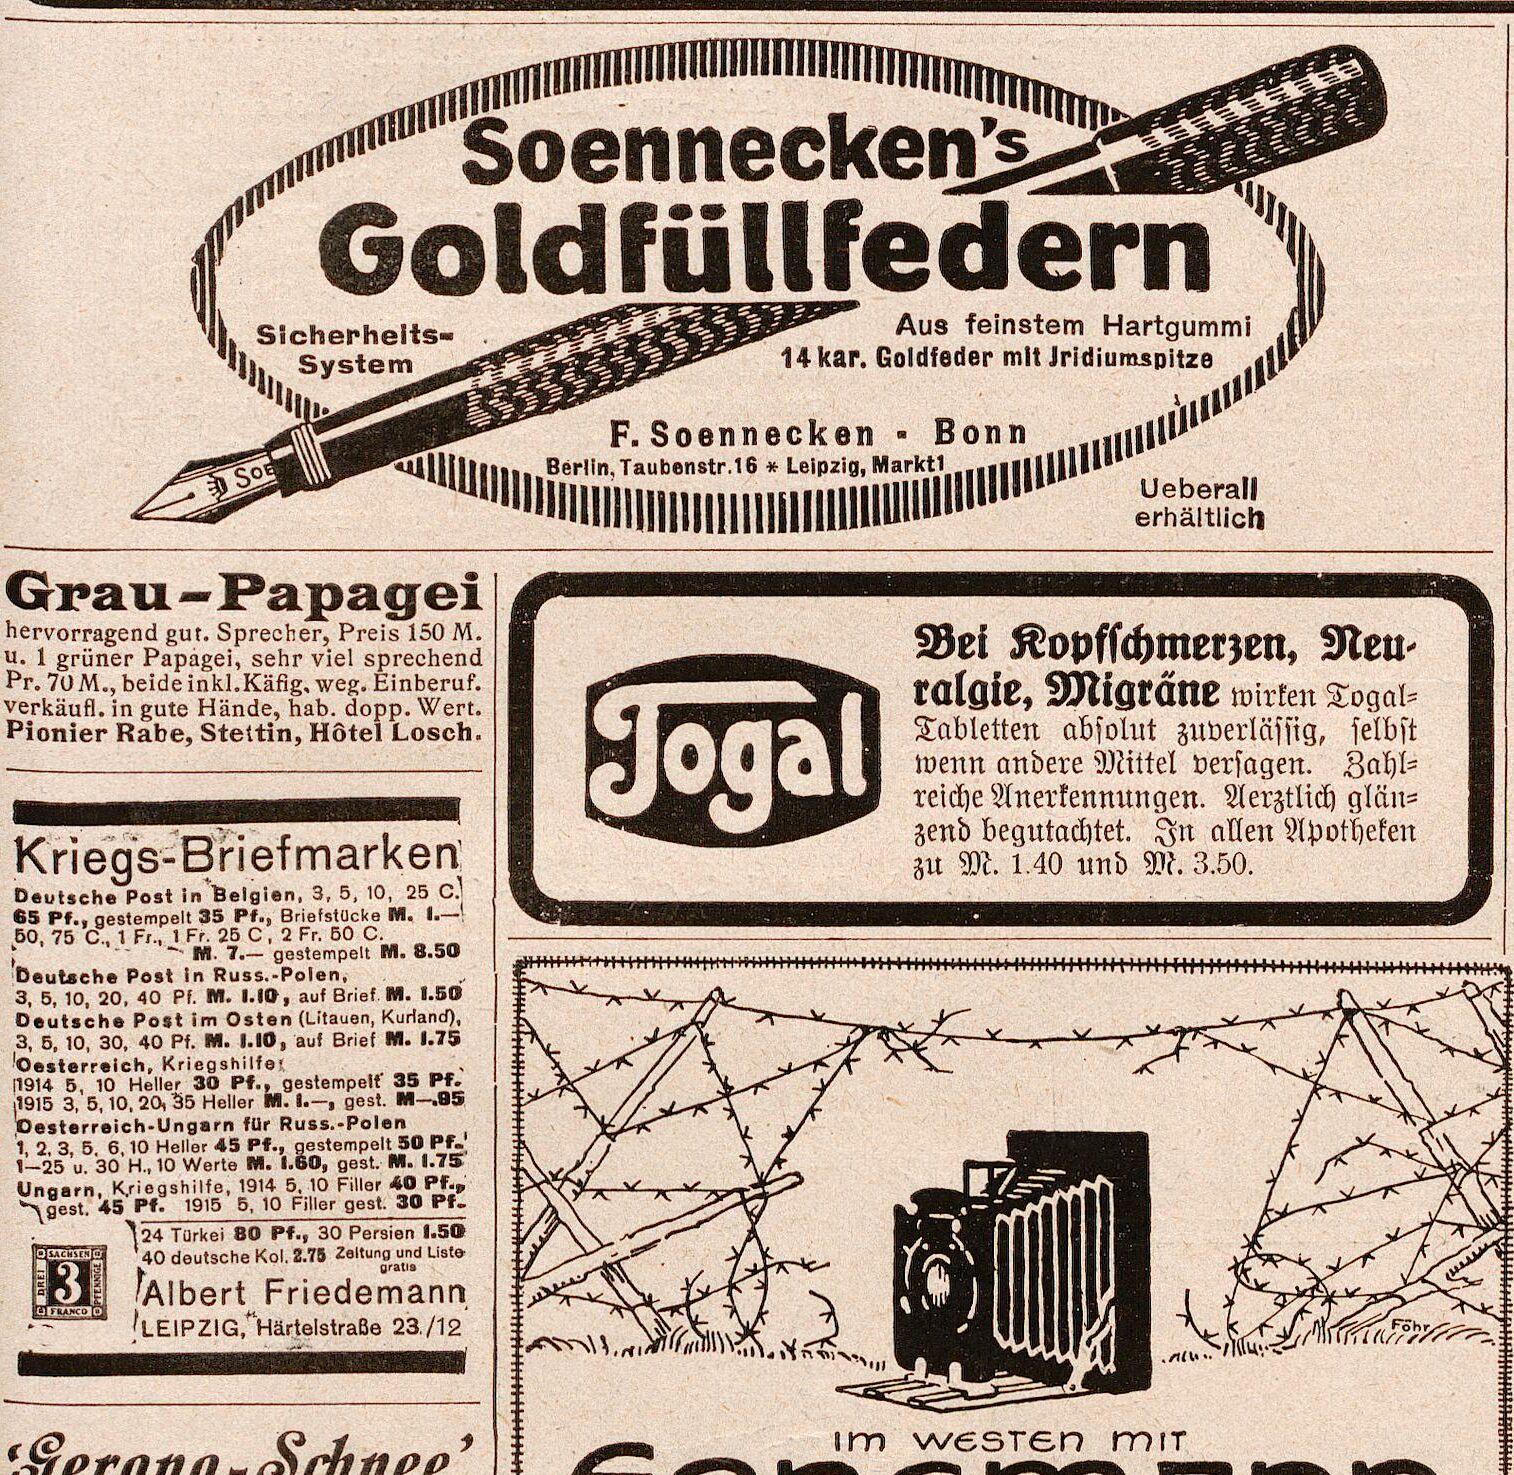 Soennecken's
Goldfüllfedern
Sicherheits-
System
Aus feinstem Hartgummi
14 kar. Goldfeder mit Jridiumspitze
F. Soennecken - Bonn
Berlin, Taubenstr. 16 * Leipzig, Markt 1
Soe
Ueberall
erhältlich
Grau-Papagei
hervorragend gut. Sprecher, Preis 150 M.
u. 1 grüner Papagei, sehr viel sprechend
Pr. 70 M., beide inkl. Käfig, weg. Einberuf.
verkäufl. in gute Hände, hab. dopp. Wert.
Pionier Rabe, Stettin, Hôtel Losch.
Kriegs-Briefmarken
Deutsche Post in Belgien, 3, 5, 10, 25 C.
65 Pf., gestempelt 35 Pf., Briefstücke M. 1.—
50, 75 C., 1 Fr., 1 Fr. 25 C, 2 Fr. 50 C.
M. 7.— gestempelt M. 8.50
Deutsche Post in Russ.-Polen,
3, 5, 10, 20, 40 Pf. M. 1.10, auf Brief M. 1.50
Deutsche Post im Osten (Litauen, Kurland),
3, 5, 10, 30, 40 Pf. M. 1.10, auf Brief M. 1.75
Oesterreich, Kriegshilfe
1914 5, 10 Heller 30 Pf., gestempelt 35 Pf.
1915 3, 5, 10, 20, 35 Heller M. 1.—, gest. M—.95
Oesterreich-Ungarn für Russ.-Polen
1, 2, 3, 5, 6, 10 Heller 45 Pf., gestempelt 50 Pf.
1—25 u. 30 H., 10 Werte M. 1.60, gest. M. 1.75
Ungarn, Kriegshilfe, 1914 5, 10 Filler 40 Pf.,
gest. 45 Pf. 1915 5, 10 Filler gest. 30 Pf.
24 Türkei 80 Pf., 30 Persien 1.50
40 deutsche Kol. 2.75 Zeitung und Liste
gratis
SACHSEN
DREI 3 PFENNIGE
FRANCO
Albert Friedemann
LEIPZIG, Härtelstraße 23./12
'Gerana-Schnee'
Togal
Bei Kopfschmerzen, Neu-
ralgie, Migräne wirken Togal-
Tabletten absolut zuverlässig, selbst
wenn andere Mittel versagen. Zahl-
reiche Anerkennungen. Aerztlich glän-
zend begutachtet. In allen Apotheken
zu M. 1.40 und M. 3.50.
Föhr
IM WESTEN MIT